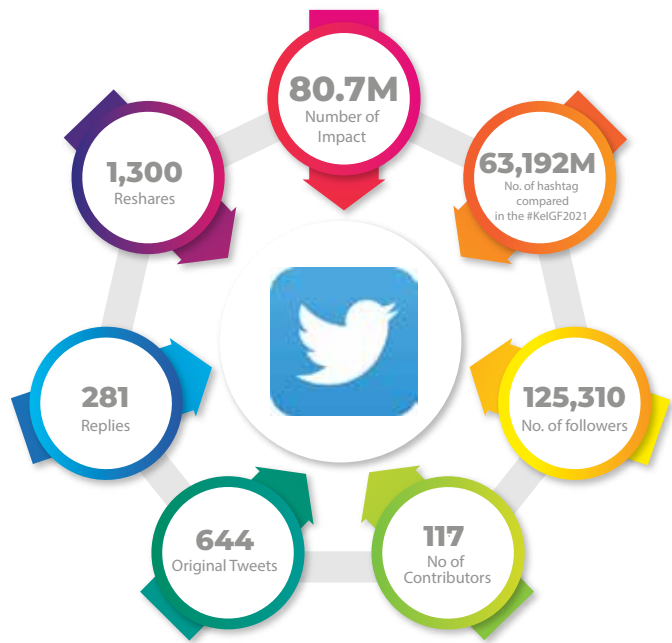 80.7M
Number of
Impact
63,192M
No. of hashtag
compared
in the #KeIGF2021
125,310
No. of followers
117
No of
Contributors
644
Original Tweets
281
Replies
1,300
Reshares